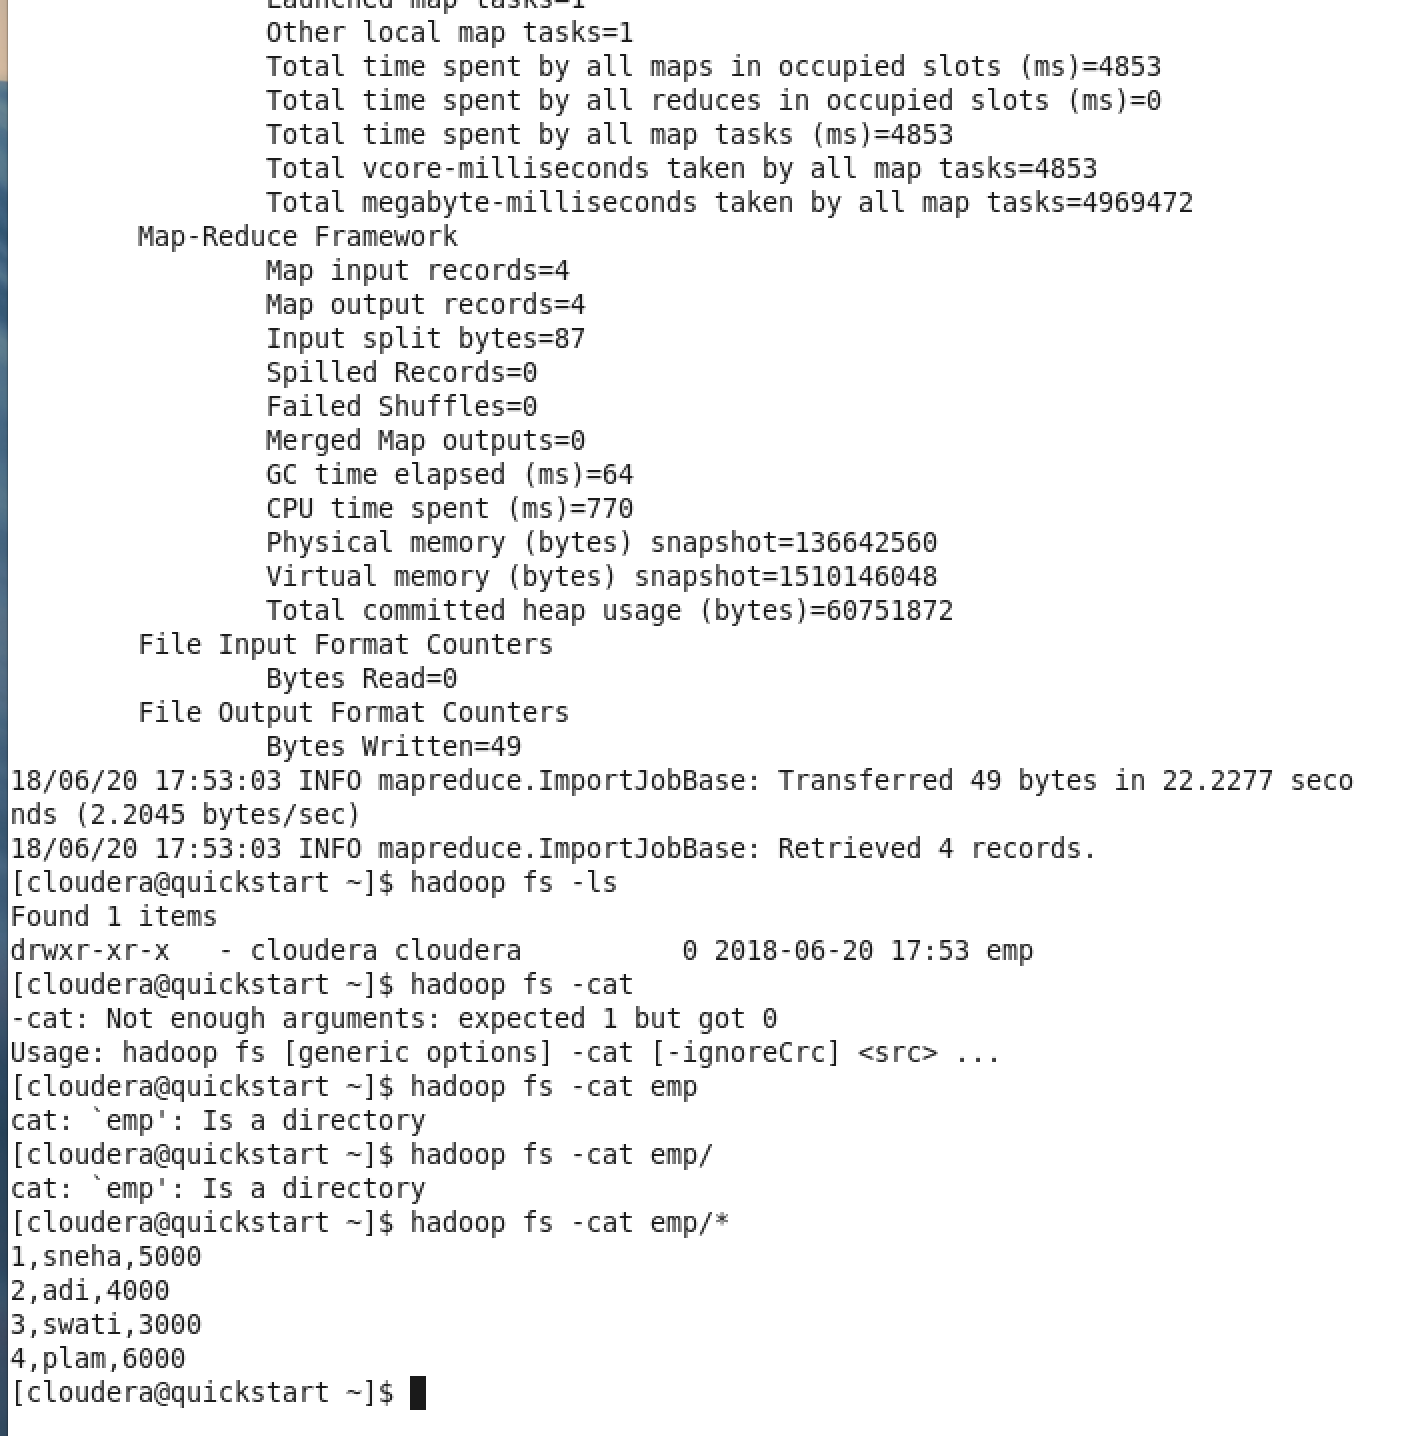 Launched map tasks=1
Other local map tasks=1
Total time spent by all maps in occupied slots (ms)=4853
Total time spent by all reduces in occupied slots (ms)=0
Total time spent by all map tasks (ms)=4853
Total vcore-milliseconds taken by all map tasks=4853
Total megabyte-milliseconds taken by all map tasks=4969472
Map-Reduce Framework
Map input records=4
Map output records=4
Input split bytes=87
Spilled Records=0
Failed Shuffles=0
Merged Map outputs=0
GC time elapsed (ms)=64
CPU time spent (ms)=770
Physical memory (bytes) snapshot=136642560
Virtual memory (bytes) snapshot=1510146048
Total committed heap usage (bytes)=60751872
File Input Format Counters
Bytes Read=0
File Output Format Counters
Bytes Written=49
18/06/20 17:53:03 INFO mapreduce.ImportJobBase: Transferred 49 bytes in 22.2277 seco
nds (2.2045 bytes/sec)
18/06/20 17:53:03 INFO mapreduce.ImportJobBase: Retrieved 4 records.
[cloudera@quickstart ~]$ hadoop fs -ls
Found 1 items
drwxr-xr-x   - cloudera cloudera          0 2018-06-20 17:53 emp
[cloudera@quickstart ~]$ hadoop fs -cat
-cat: Not enough arguments: expected 1 but got 0
Usage: hadoop fs [generic options] -cat [-ignoreCrc] <src> ...
[cloudera@quickstart ~]$ hadoop fs -cat emp
cat: `emp': Is a directory
[cloudera@quickstart ~]$ hadoop fs -cat emp/
cat: `emp': Is a directory
[cloudera@quickstart ~]$ hadoop fs -cat emp/*
1,sneha,5000
2,adi,4000
3,swati,3000
4,plam,6000
[cloudera@quickstart ~]$